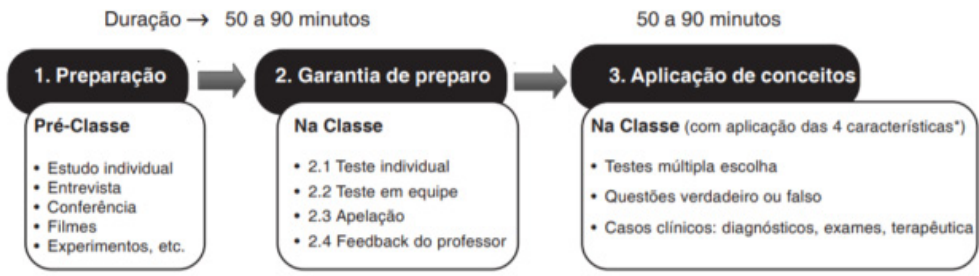 Duração → 50 a 90 minutos
50 a 90 minutos
1. Preparação
Pré-Classe
• Estudo individual
• Entrevista
• Conferência
• Filmes
• Experimentos, etc.
2. Garantia de preparo
Na Classe
• 2.1 Teste individual
• 2.2 Teste em equipe
• 2.3 Apelação
• 2.4 Feedback do professor
3. Aplicação de conceitos
Na Classe (com aplicação das 4 características*)
• Testes múltipla escolha
• Questões verdadeiro ou falso
• Casos clínicos: diagnósticos, exames, terapêutica